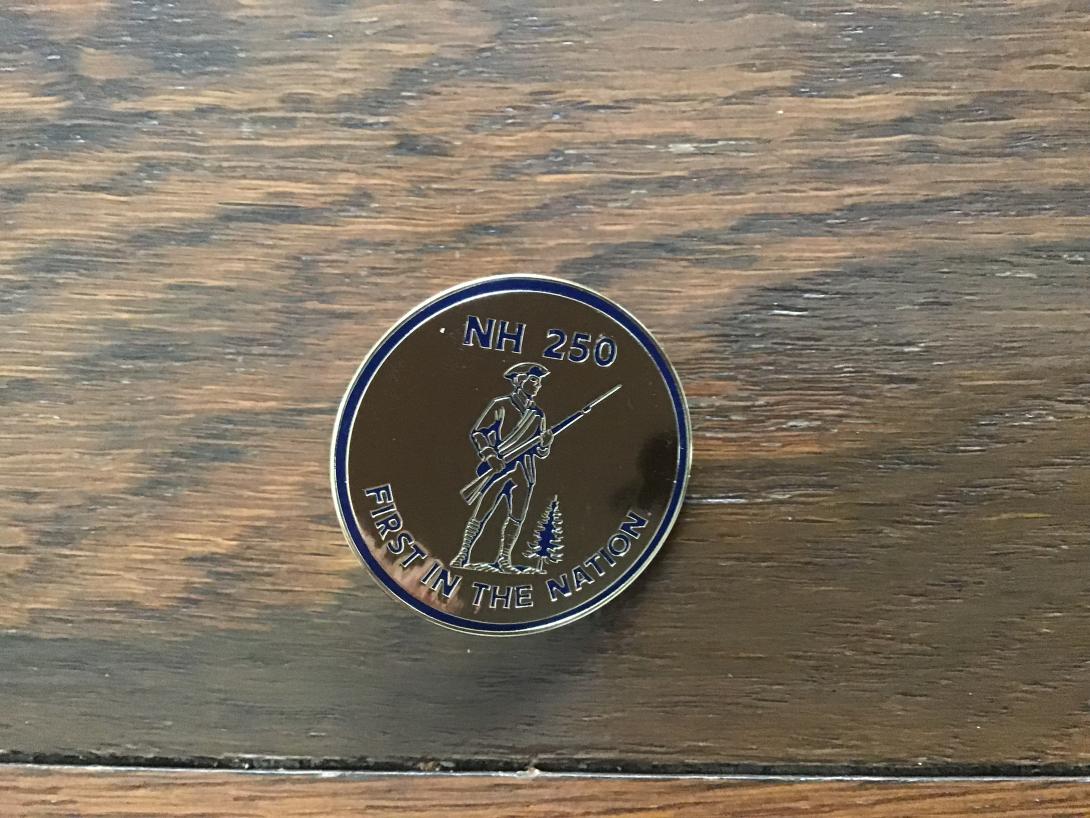 NH 250
FIRST IN THE NATION